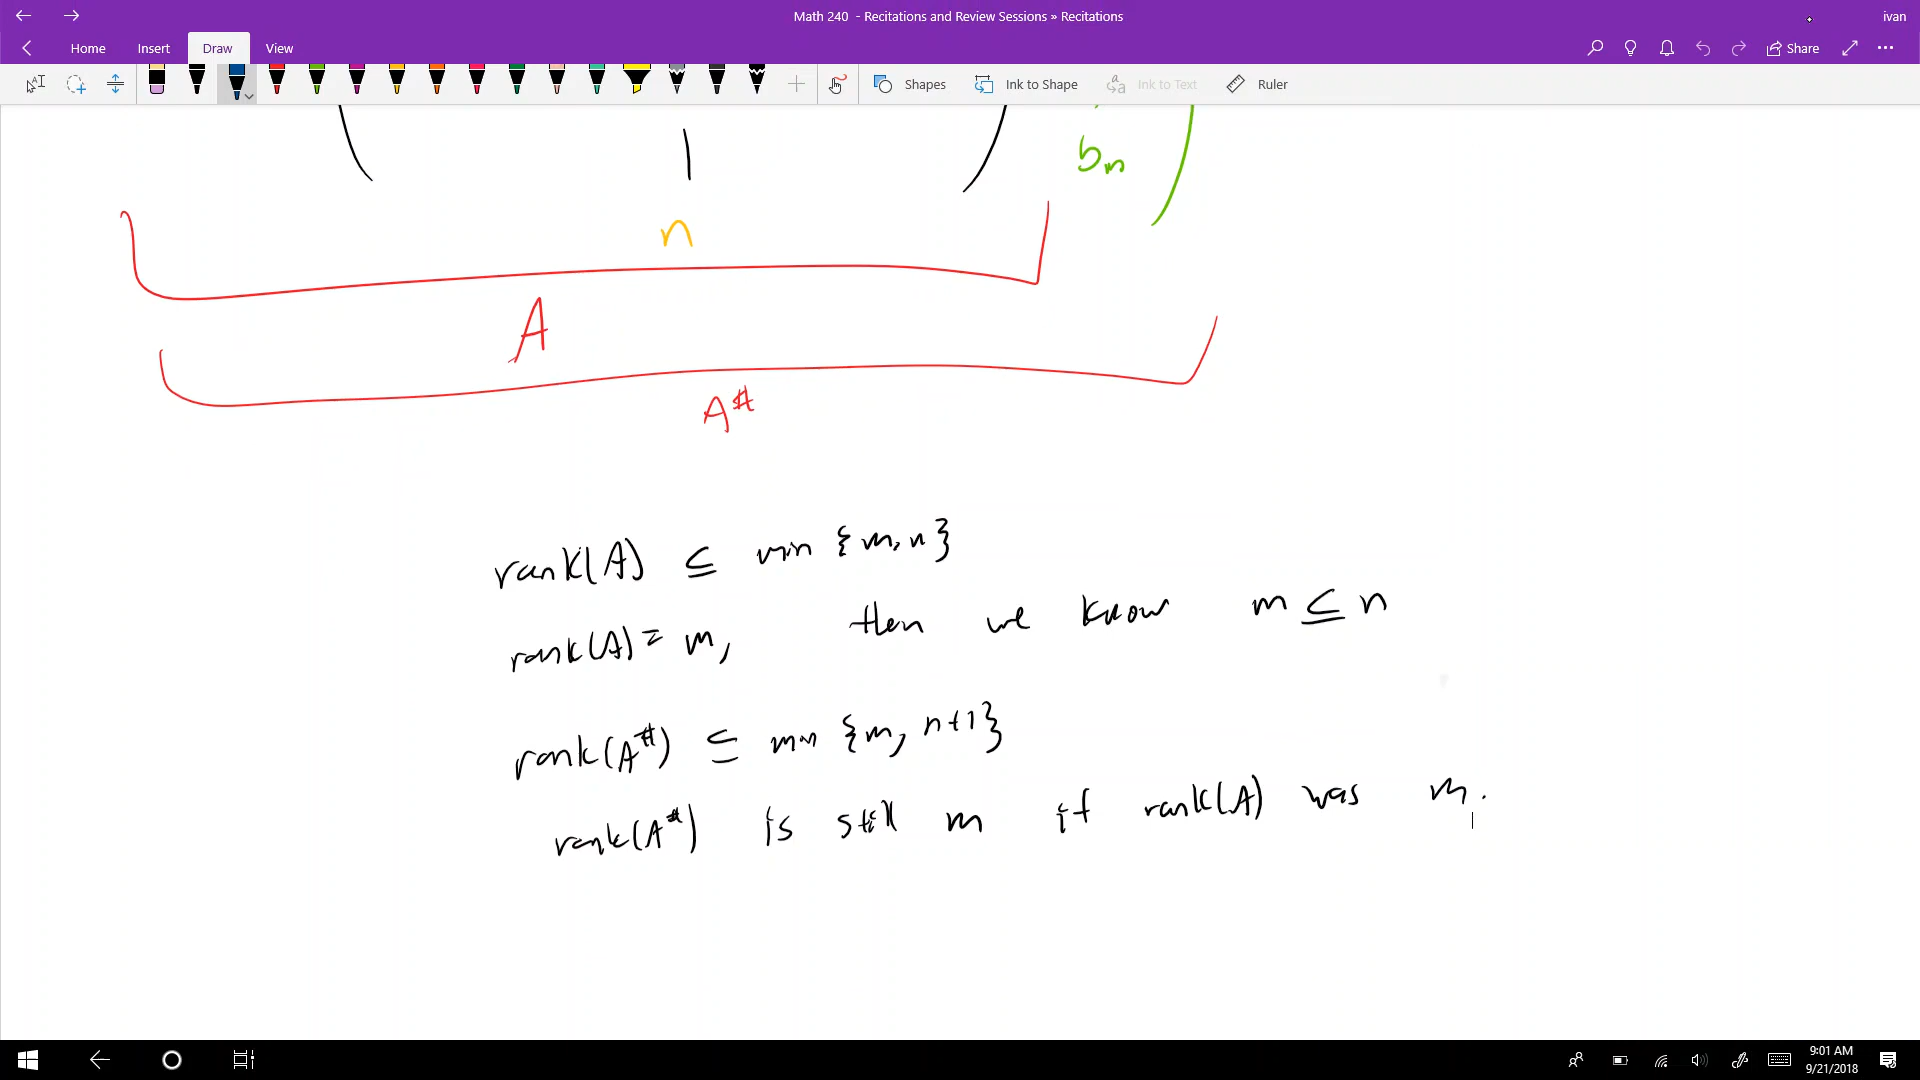 Math 240 - Recitations and Review Sessions » Recitations
ivan
Home Insert Draw View
Share
Shapes Ink to Shape Ink to Text Ruler
bₘ
n
A
A^#
rank(A) ≤ min {m, n}
rank(A) = m, then we know m ≤ n
rank(A^#) ≤ min {m, n+1}
rank(A^#) is still m if rank(A) was m.
9:01 AM
9/21/2018